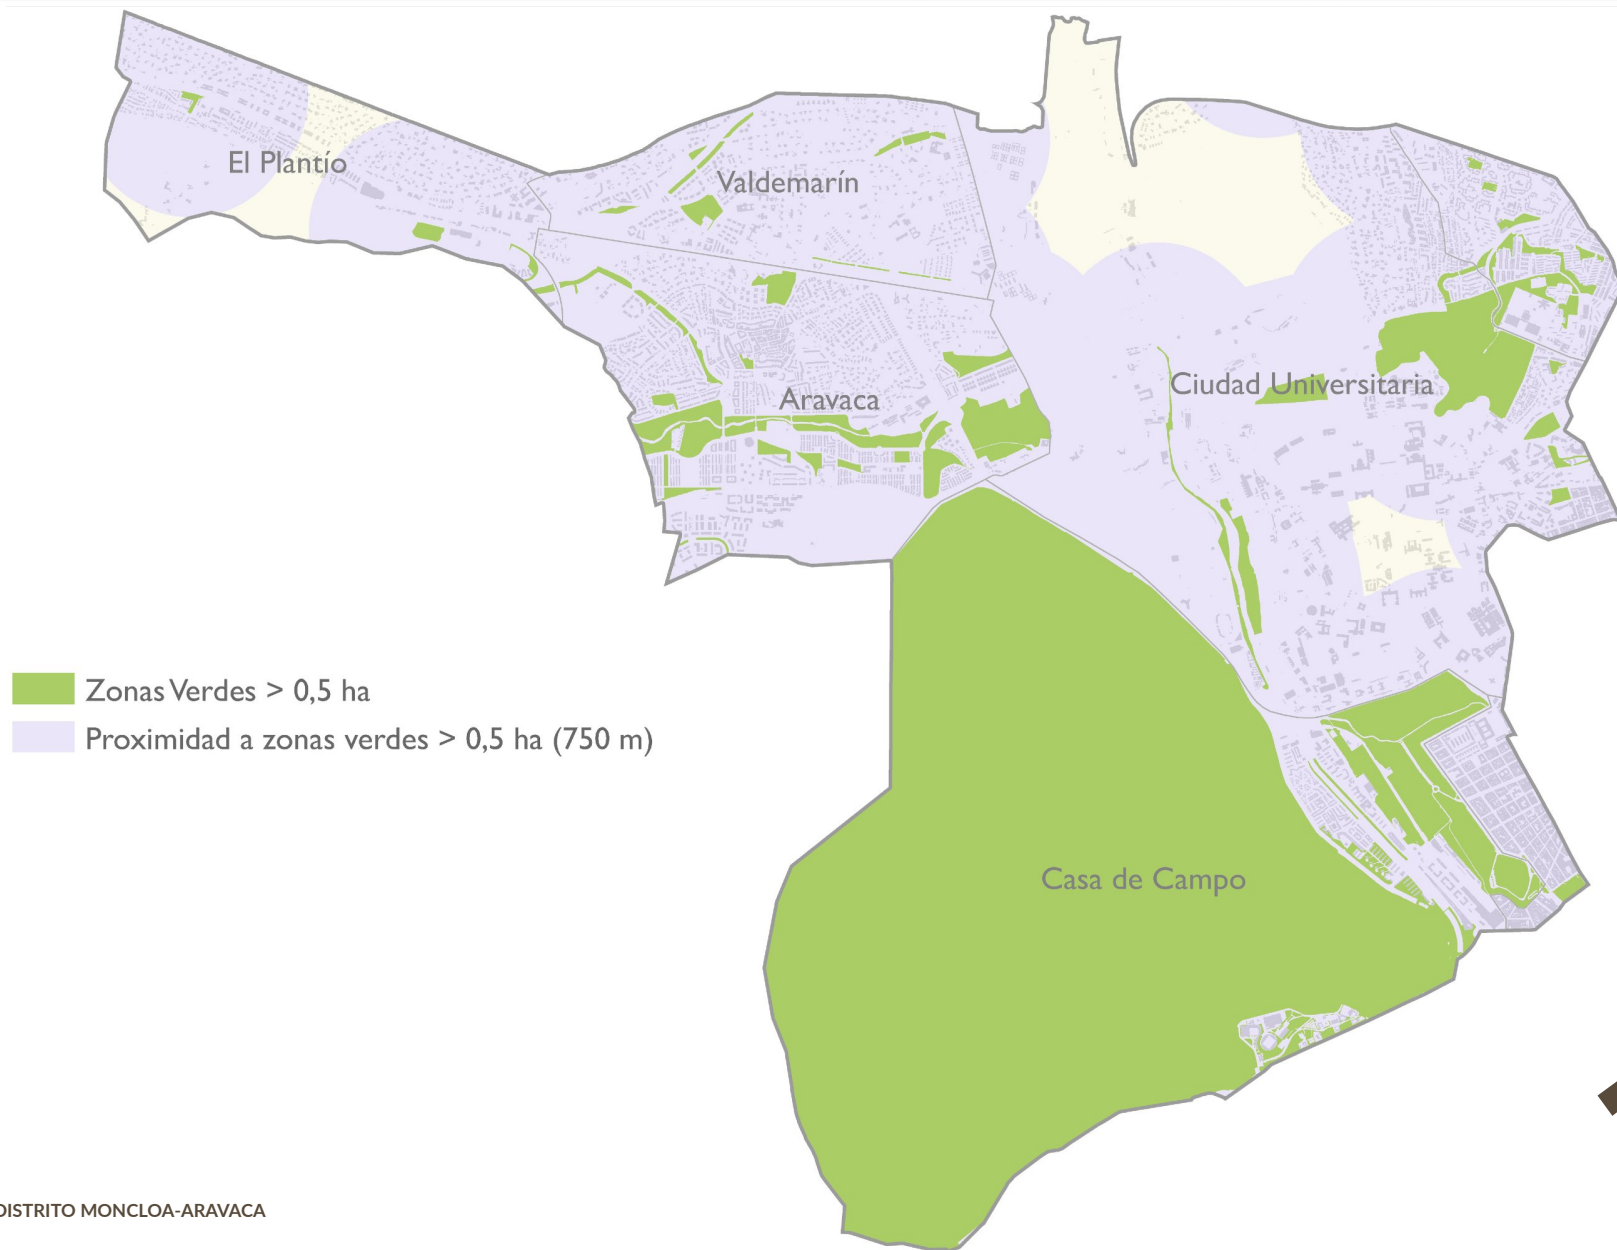 El Plantío
Valdemarín
Ciudad Universitaria
Aravaca
Zonas Verdes > 0,5 ha
Proximidad a zonas verdes > 0,5 ha (750 m)
Casa de Campo
DISTRITO MONCLOA-ARAVACA